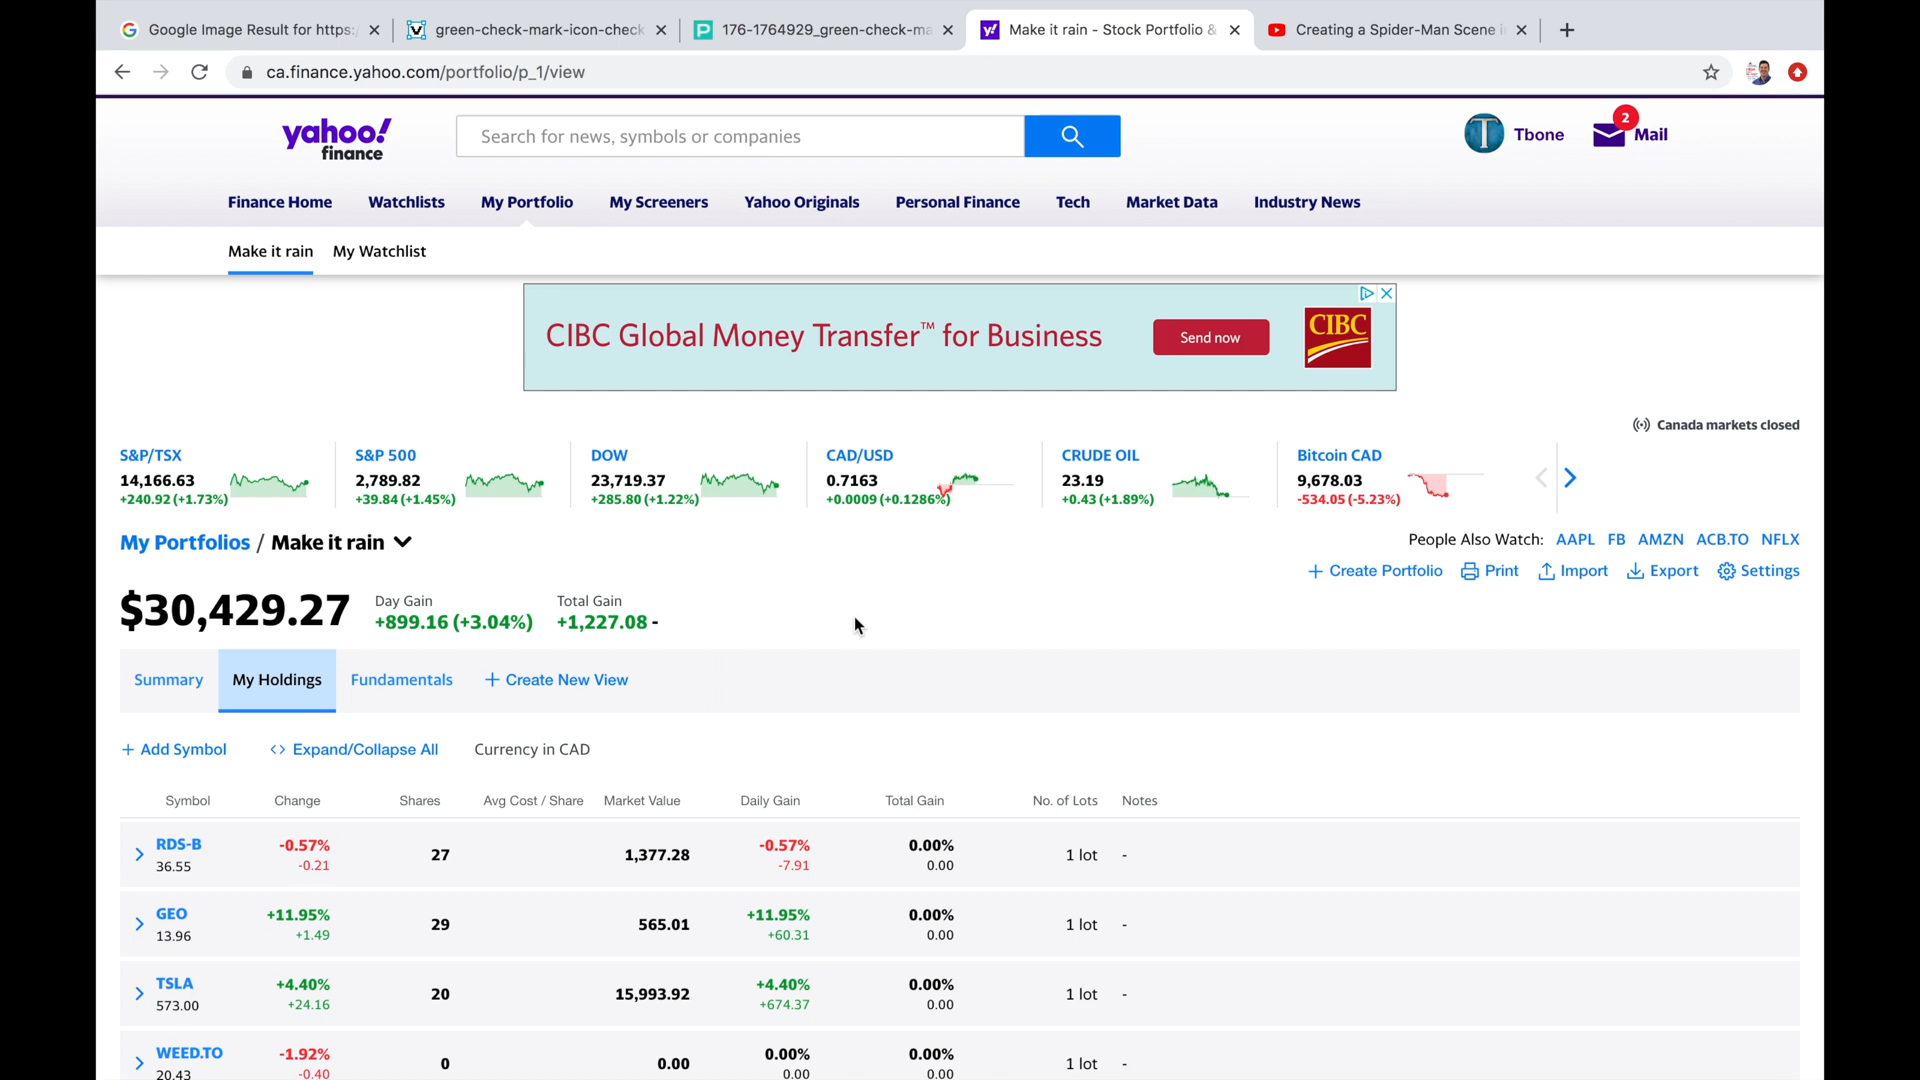 Google Image Result for https:
green-check-mark-icon-check
176-1764929_green-check-ma
Make it rain - Stock Portfolio &
Creating a Spider-Man Scene i
ca.finance.yahoo.com/portfolio/p_1/view
yahoo!
finance
Search for news, symbols or companies
T
Tbone
2
Mail
Finance Home
Watchlists
My Portfolio
My Screeners
Yahoo Originals
Personal Finance
Tech
Market Data
Industry News
Make it rain
My Watchlist
CIBC Global Money Transfer™ for Business
Send now
CIBC
Canada markets closed
S&P/TSX
14,166.63
+240.92 (+1.73%)
S&P 500
2,789.82
+39.84 (+1.45%)
DOW
23,719.37
+285.80 (+1.22%)
CAD/USD
0.7163
+0.0009 (+0.1286%)
CRUDE OIL
23.19
+0.43 (+1.89%)
Bitcoin CAD
9,678.03
-534.05 (-5.23%)
My Portfolios / Make it rain
People Also Watch: AAPL FB AMZN ACB.TO NFLX
+ Create Portfolio Print Import Export Settings
$30,429.27
Day Gain
+899.16 (+3.04%)
Total Gain
+1,227.08 -
Summary
My Holdings
Fundamentals
+ Create New View
+ Add Symbol
<> Expand/Collapse All
Currency in CAD
Symbol Change Shares Avg Cost / Share Market Value Daily Gain Total Gain No. of Lots Notes
RDS-B -0.57% 27 1,377.28 -0.57% 0.00% 1 lot -
36.55 -0.21 -7.91 0.00
GEO +11.95% 29 565.01 +11.95% 0.00% 1 lot -
13.96 +1.49 +60.31 0.00
TSLA +4.40% 20 15,993.92 +4.40% 0.00% 1 lot -
573.00 +24.16 +674.37 0.00
WEED.TO -1.92% 0 0.00 0.00% 0.00% 1 lot -
20.43 -0.40 0.00 0.00